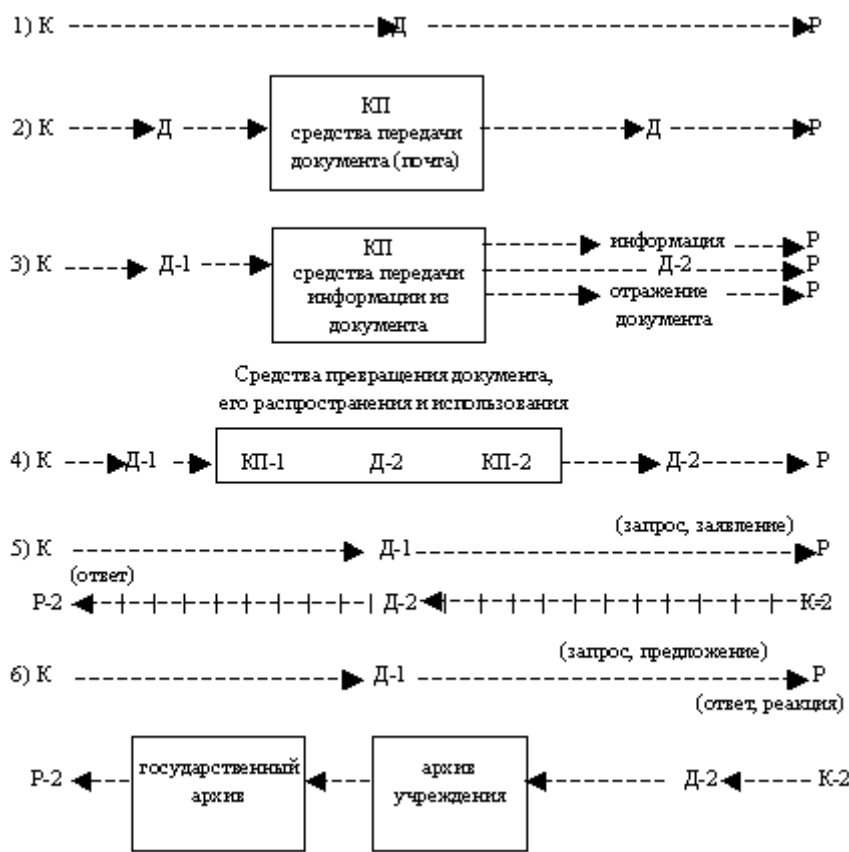 1) К Д Р
КП
2) К Д средства передачи Д Р
документа (почта)
информация Р
КП
3) К Д-1 средства передачи Д-2 Р
информации из отражение Р
документа документа
Средства превращения документа,
его распространения и использования
4) К Д-1 КП-1 Д-2 КП-2 Д-2 Р
(запрос, заявление)
5) К Д-1 Р
(ответ)
Р-2 Д-2 К-2
(запрос, предложение)
6) К Д-1 Р
(ответ, реакция)
государственный архив
Р-2 Д-2 К-2
архив учреждения